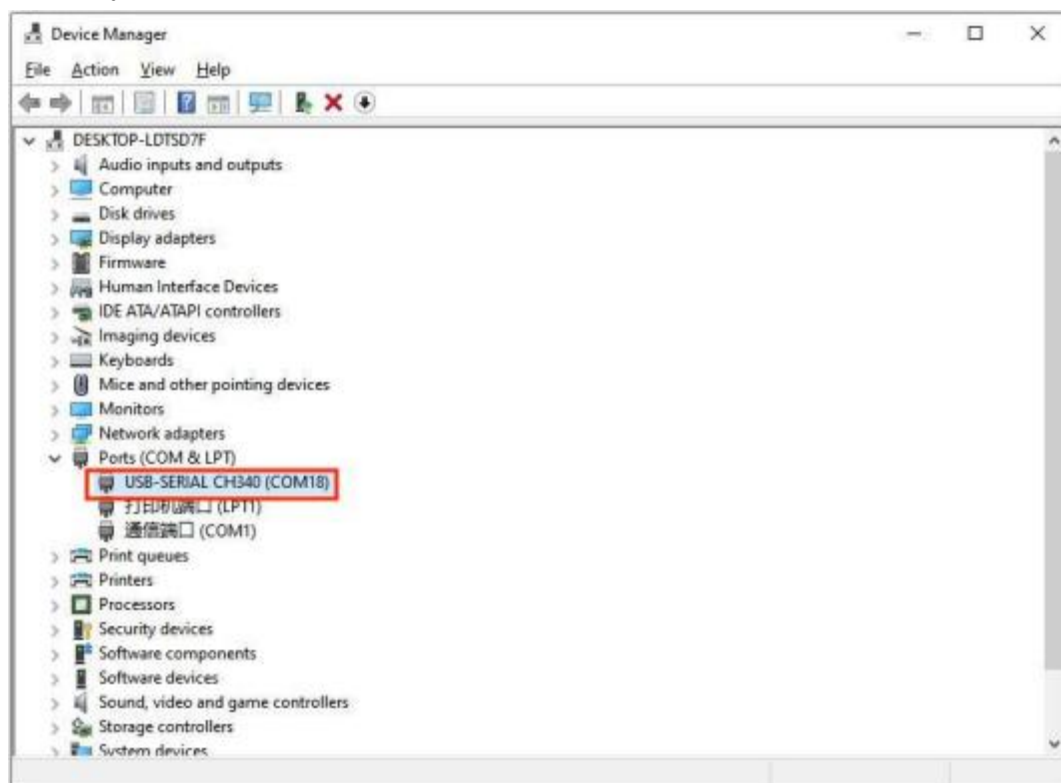 Device Manager
File Action View Help
DESKTOP-LDTSD7F
Audio inputs and outputs
Computer
Disk drives
Display adapters
Firmware
Human Interface Devices
IDE ATA/ATAPI controllers
Imaging devices
Keyboards
Mice and other pointing devices
Monitors
Network adapters
Ports (COM & LPT)
USB-SERIAL CH340 (COM18)
打印机端口 (LPT1)
通信端口 (COM1)
Print queues
Printers
Processors
Security devices
Software components
Software devices
Sound, video and game controllers
Storage controllers
System devices